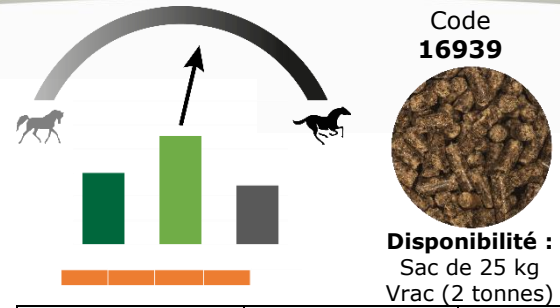 Code
16939
Disponibilité :
Sac de 25 kg
Vrac (2 tonnes)